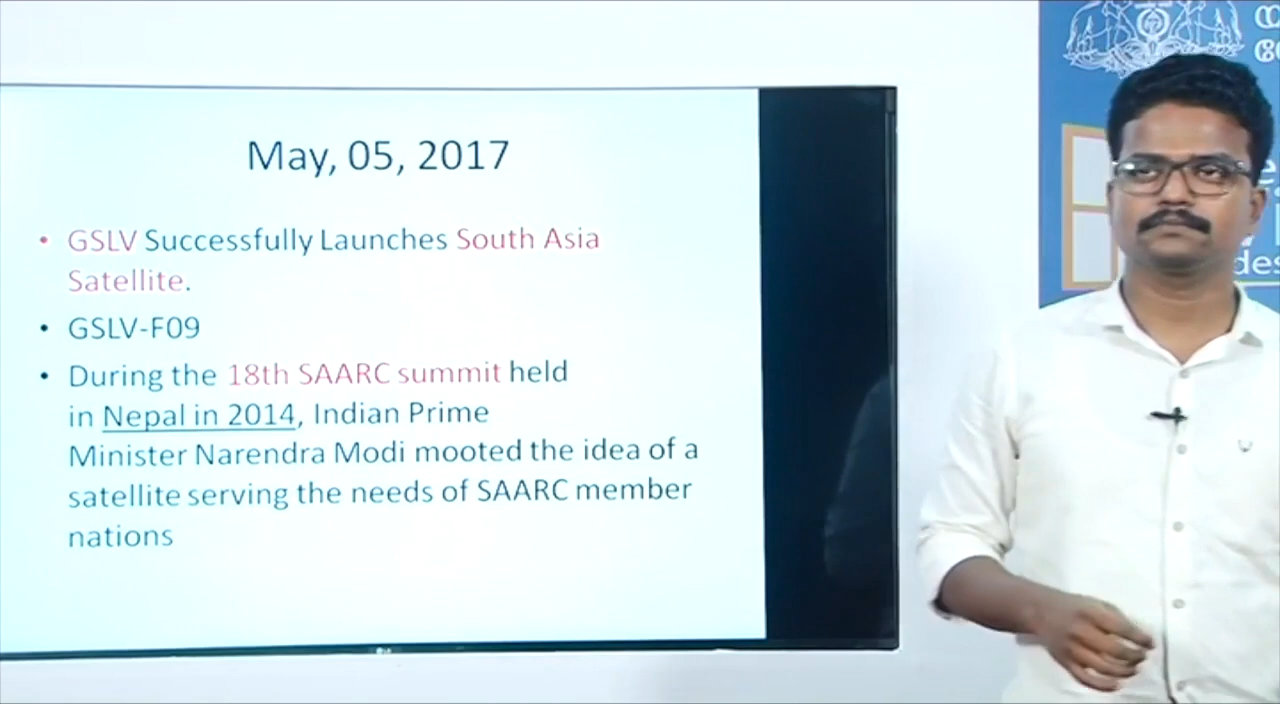 May, 05, 2017
• GSLV Successfully Launches South Asia
Satellite.
• GSLV-F09
• During the 18th SAARC summit held
in Nepal in 2014, Indian Prime
Minister Narendra Modi mooted the idea of a
satellite serving the needs of SAARC member
nations
LG
des